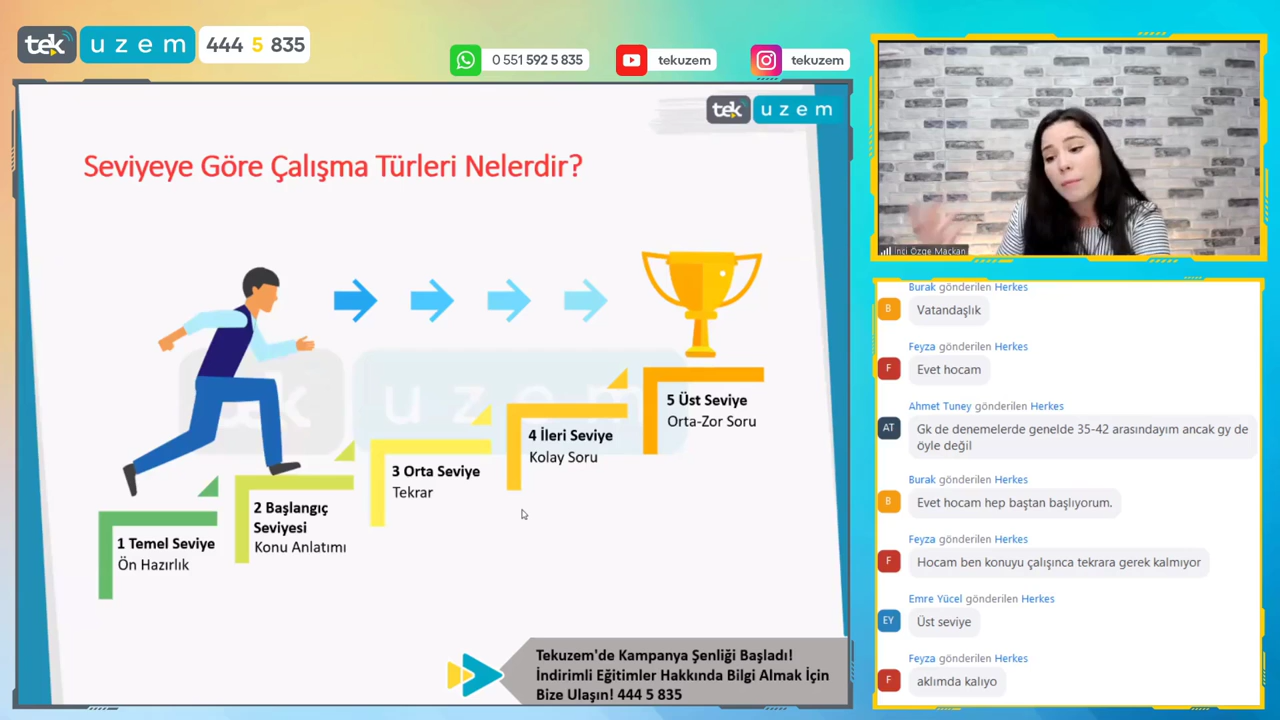 tek uzem 444 5 835
0 551 592 5 835
tekuzem
tekuzem
tek uzem
Seviyeye Göre Çalışma Türleri Nelerdir?
tek uzem
5 Üst Seviye
Orta-Zor Soru
4 İleri Seviye
Kolay Soru
3 Orta Seviye
Tekrar
2 Başlangıç
Seviyesi
Konu Anlatımı
1 Temel Seviye
Ön Hazırlık
Tekuzem'de Kampanya Şenliği Başladı!
İndirimli Eğitimler Hakkında Bilgi Almak İçin
Bize Ulaşın! 444 5 835
İnci Özge Maçkan
Burak gönderilen Herkes
B
Vatandaşlık
Feyza gönderilen Herkes
F
Evet hocam
Ahmet Tuney gönderilen Herkes
AT
Gk de denemelerde genelde 35-42 arasındayım ancak gy de
öyle değil
Burak gönderilen Herkes
B
Evet hocam hep baştan başlıyorum.
Feyza gönderilen Herkes
F
Hocam ben konuyu çalışınca tekrara gerek kalmıyor
Emre Yücel gönderilen Herkes
EY
Üst seviye
Feyza gönderilen Herkes
F
aklımda kalıyo